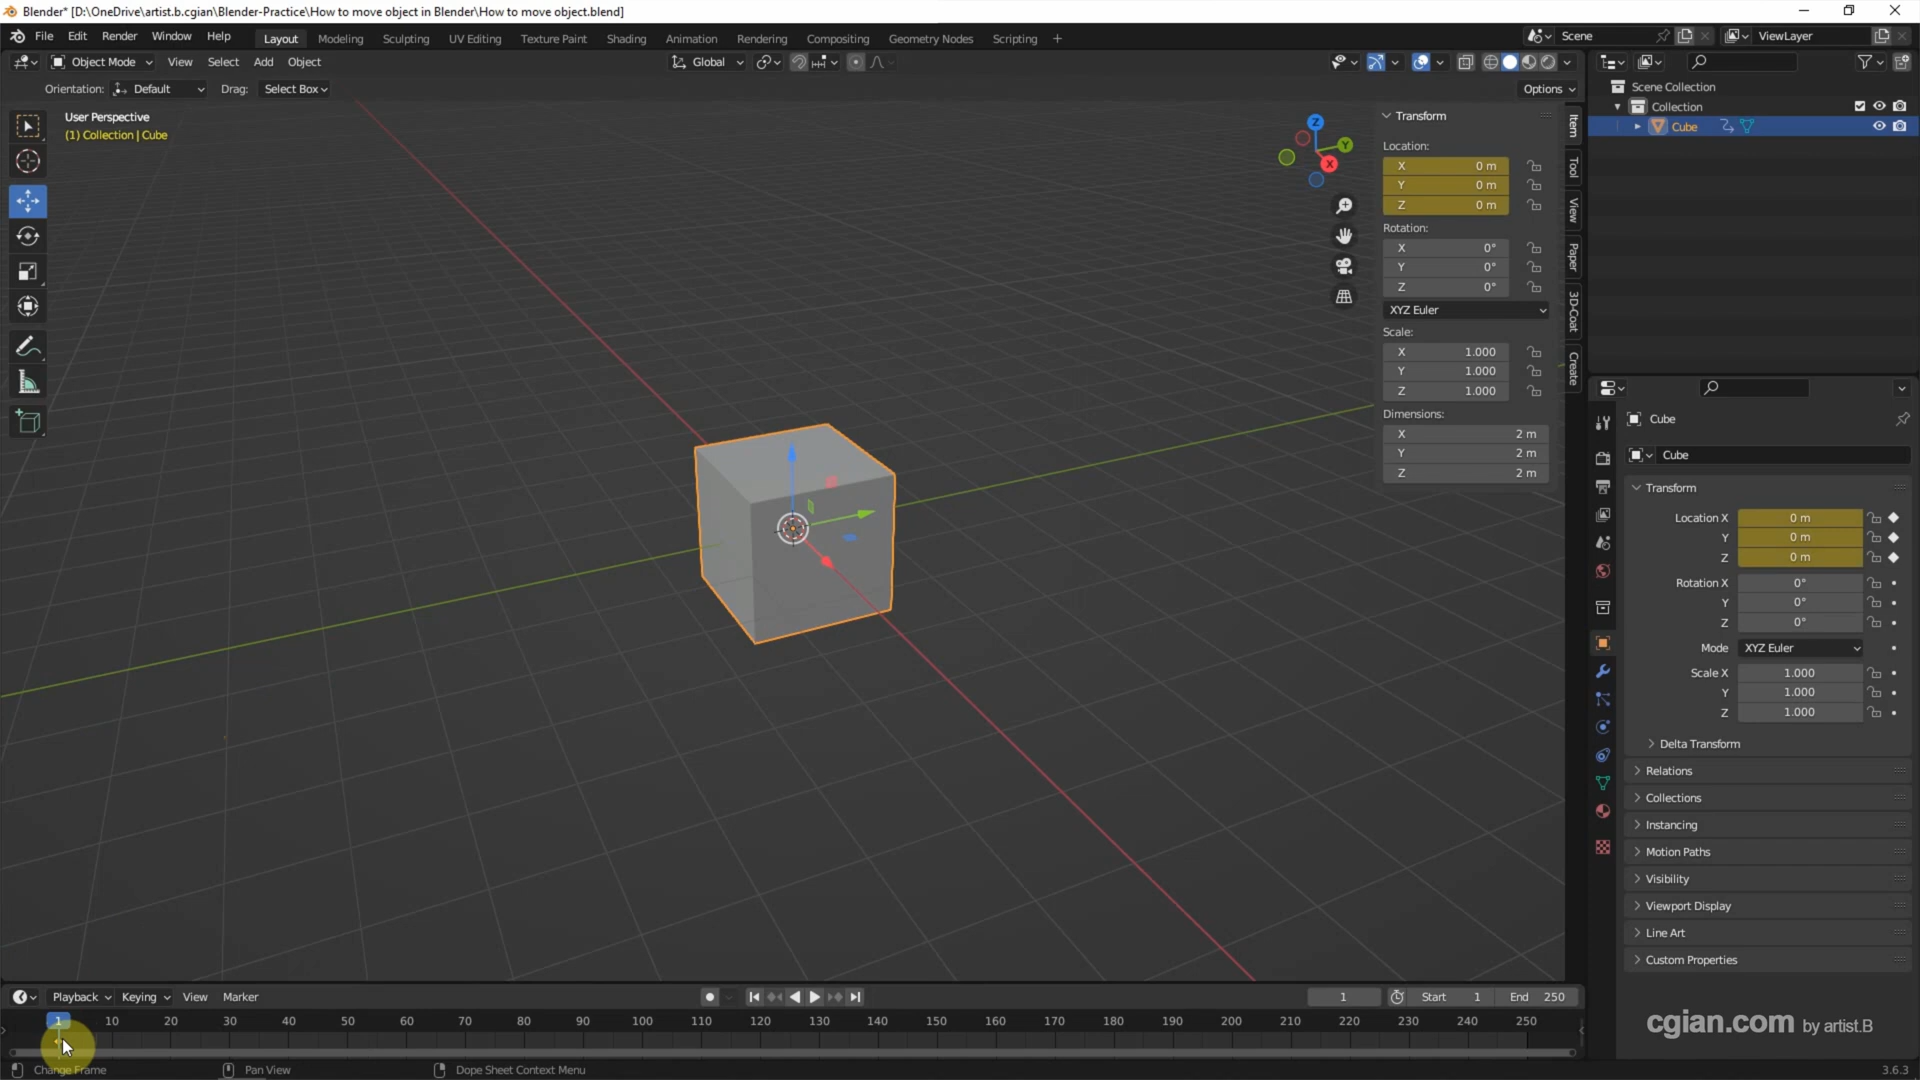 Blender* [D:\OneDrive\artist.b.cgian\Blender-Practice\How to move object in Blender\How to move object.blend]
File Edit Render Window Help Layout Modeling Sculpting UV Editing Texture Paint Shading Animation Rendering Compositing Geometry Nodes Scripting + Scene ViewLayer
Object Mode View Select Add Object Global
Orientation: Default Drag: Select Box Options
User Perspective
(1) Collection | Cube
Z
Y
X
Transform
Location:
X 0 m
Y 0 m
Z 0 m
Rotation:
X 0°
Y 0°
Z 0°
XYZ Euler
Scale:
X 1.000
Y 1.000
Z 1.000
Dimensions:
X 2 m
Y 2 m
Z 2 m
Item
Tool
View
Paper
3D-Coat
Create
Scene Collection
Collection
Cube
Cube
Cube
Transform
Location X 0 m
Y 0 m
Z 0 m
Rotation X 0°
Y 0°
Z 0°
Mode XYZ Euler
Scale X 1.000
Y 1.000
Z 1.000
Delta Transform
Relations
Collections
Instancing
Motion Paths
Visibility
Viewport Display
Line Art
Custom Properties
Playback Keying View Marker 1 Start 1 End 250
1 10 20 30 40 50 60 70 80 90 100 110 120 130 140 150 160 170 180 190 200 210 220 230 240 250
cgian.com by artist.B
Change Frame Pan View Dope Sheet Context Menu 3.6.3